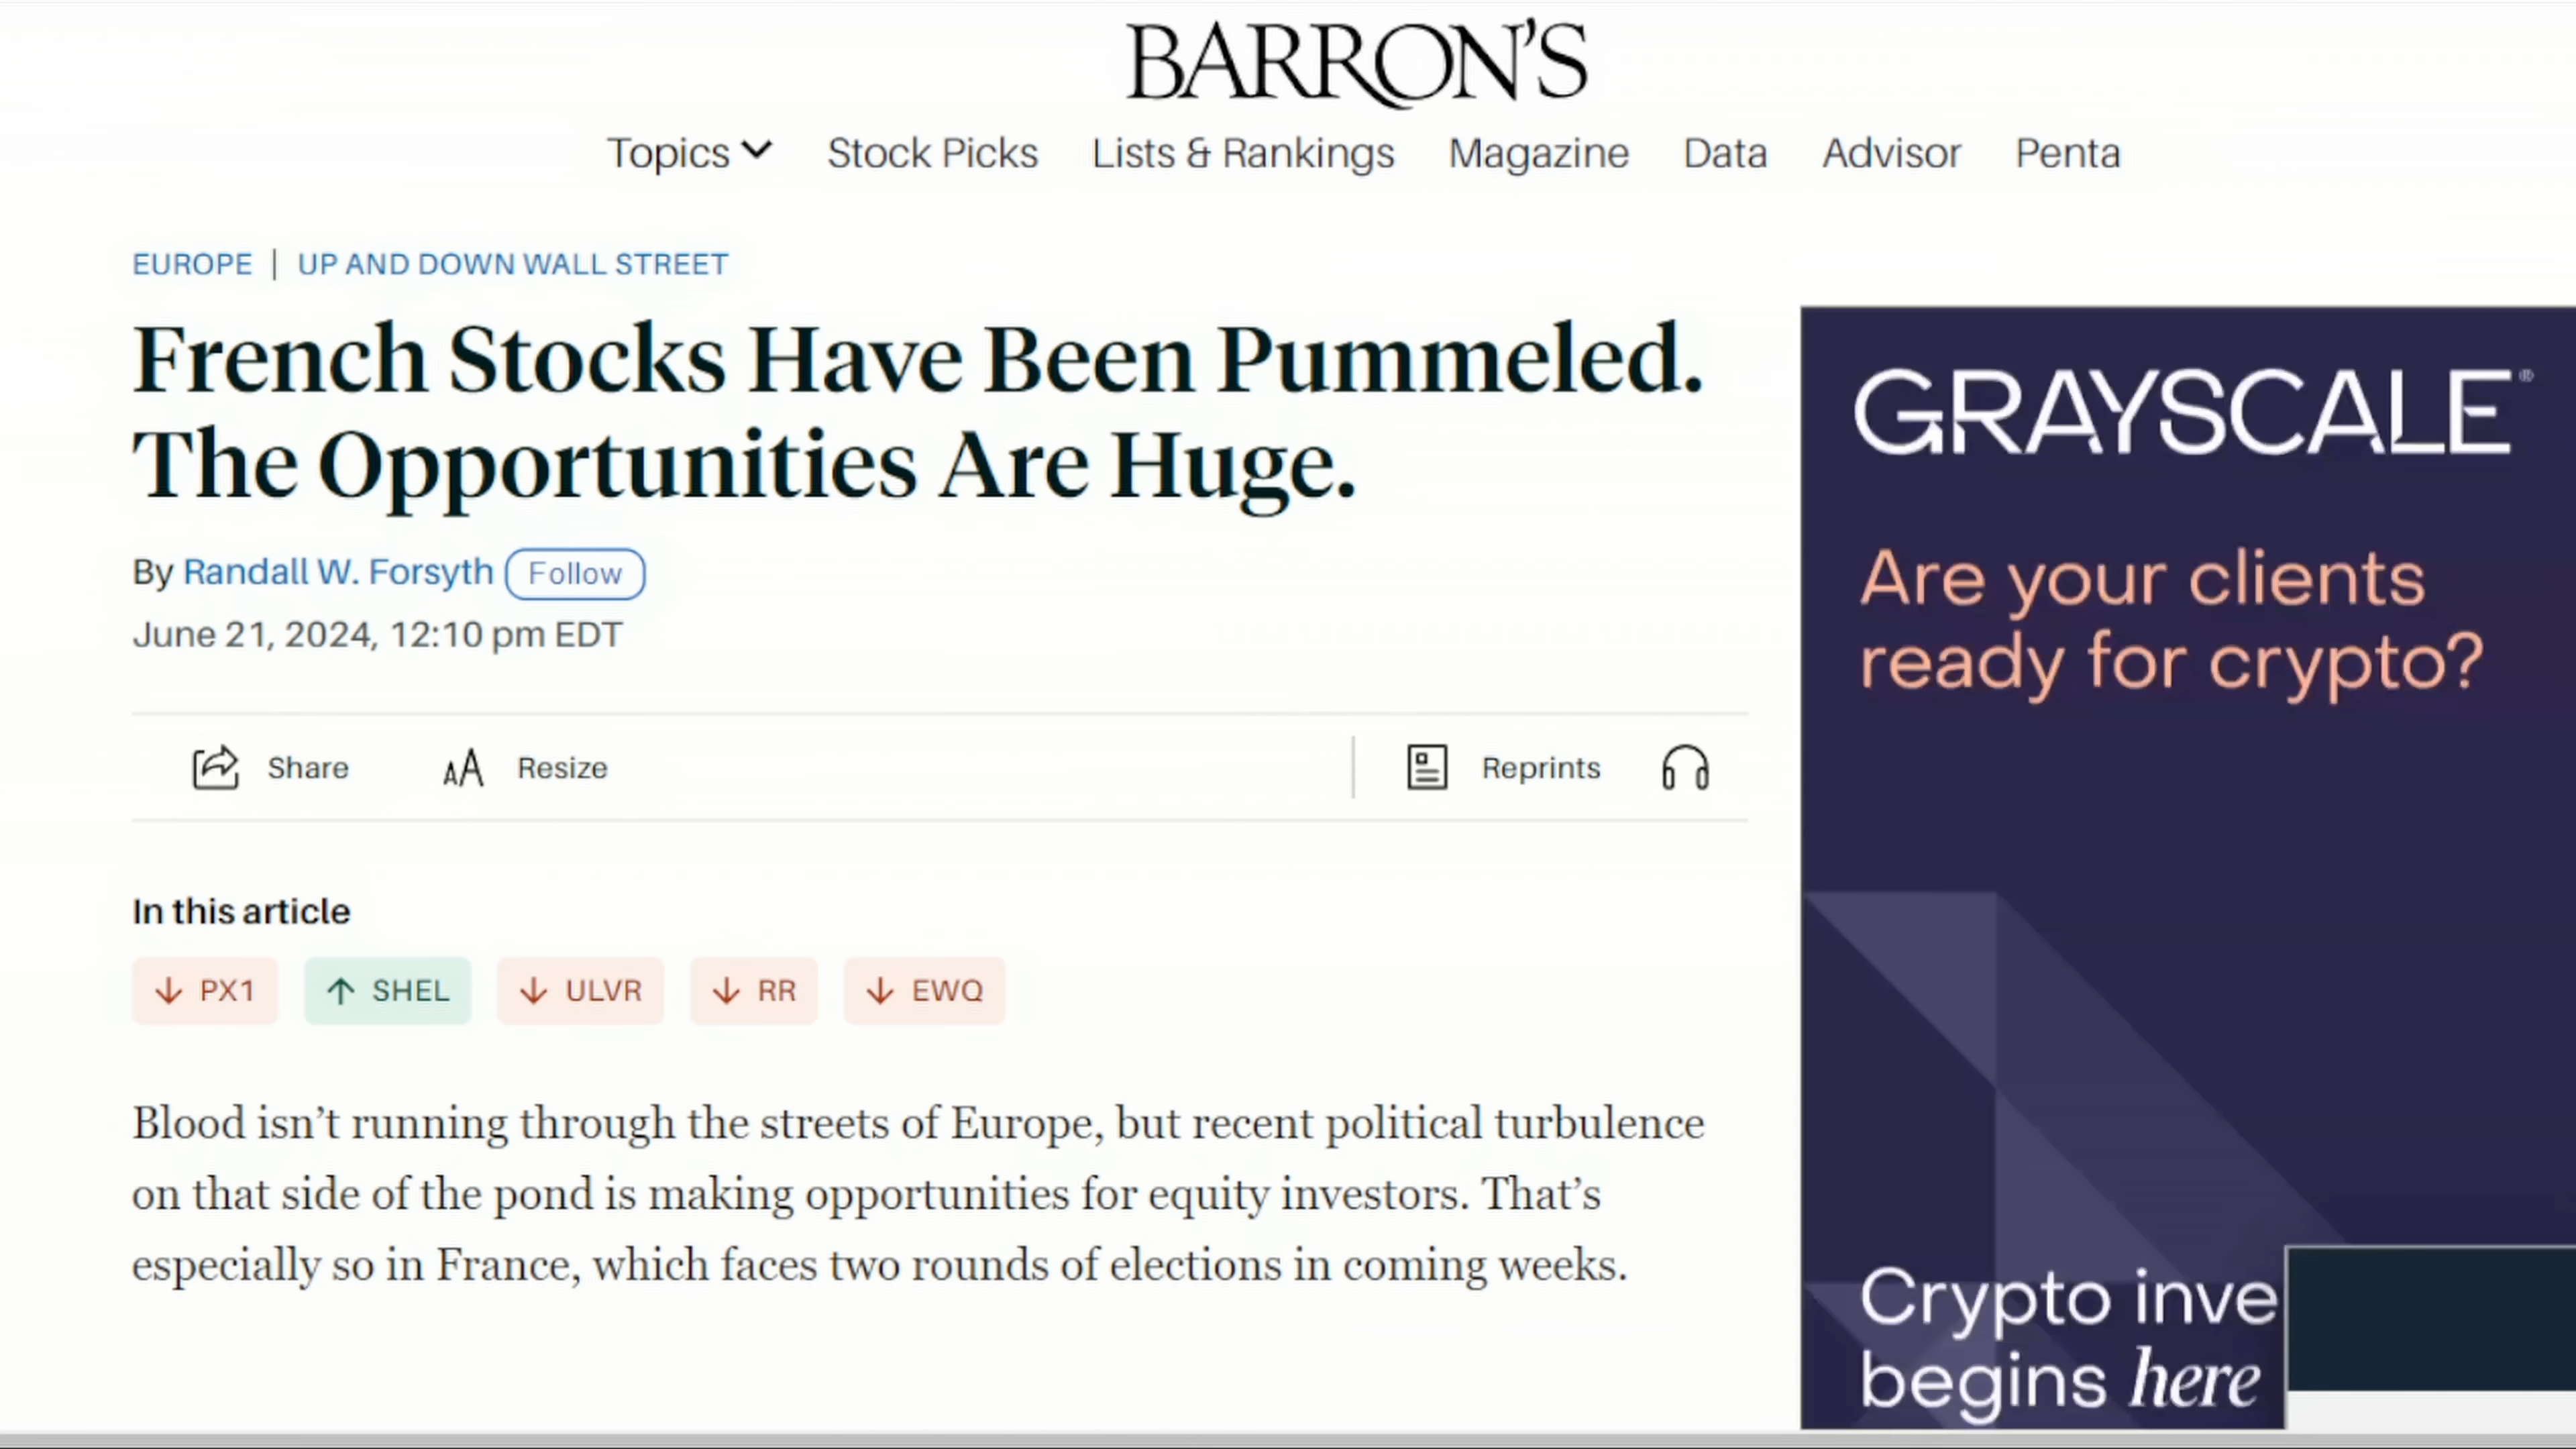 BARRON'S
Topics Stock Picks Lists & Rankings Magazine Data Advisor Penta
EUROPE | UP AND DOWN WALL STREET
French Stocks Have Been Pummeled.
The Opportunities Are Huge.
By Randall W. Forsyth Follow
June 21, 2024, 12:10 pm EDT
Share AA Resize Reprints
In this article
↓ PX1 ↑ SHEL ↓ ULVR ↓ RR ↓ EWQ
Blood isn’t running through the streets of Europe, but recent political turbulence
on that side of the pond is making opportunities for equity investors. That’s
especially so in France, which faces two rounds of elections in coming weeks.
GRAYSCALE®
Are your clients
ready for crypto?
Crypto inve
begins here